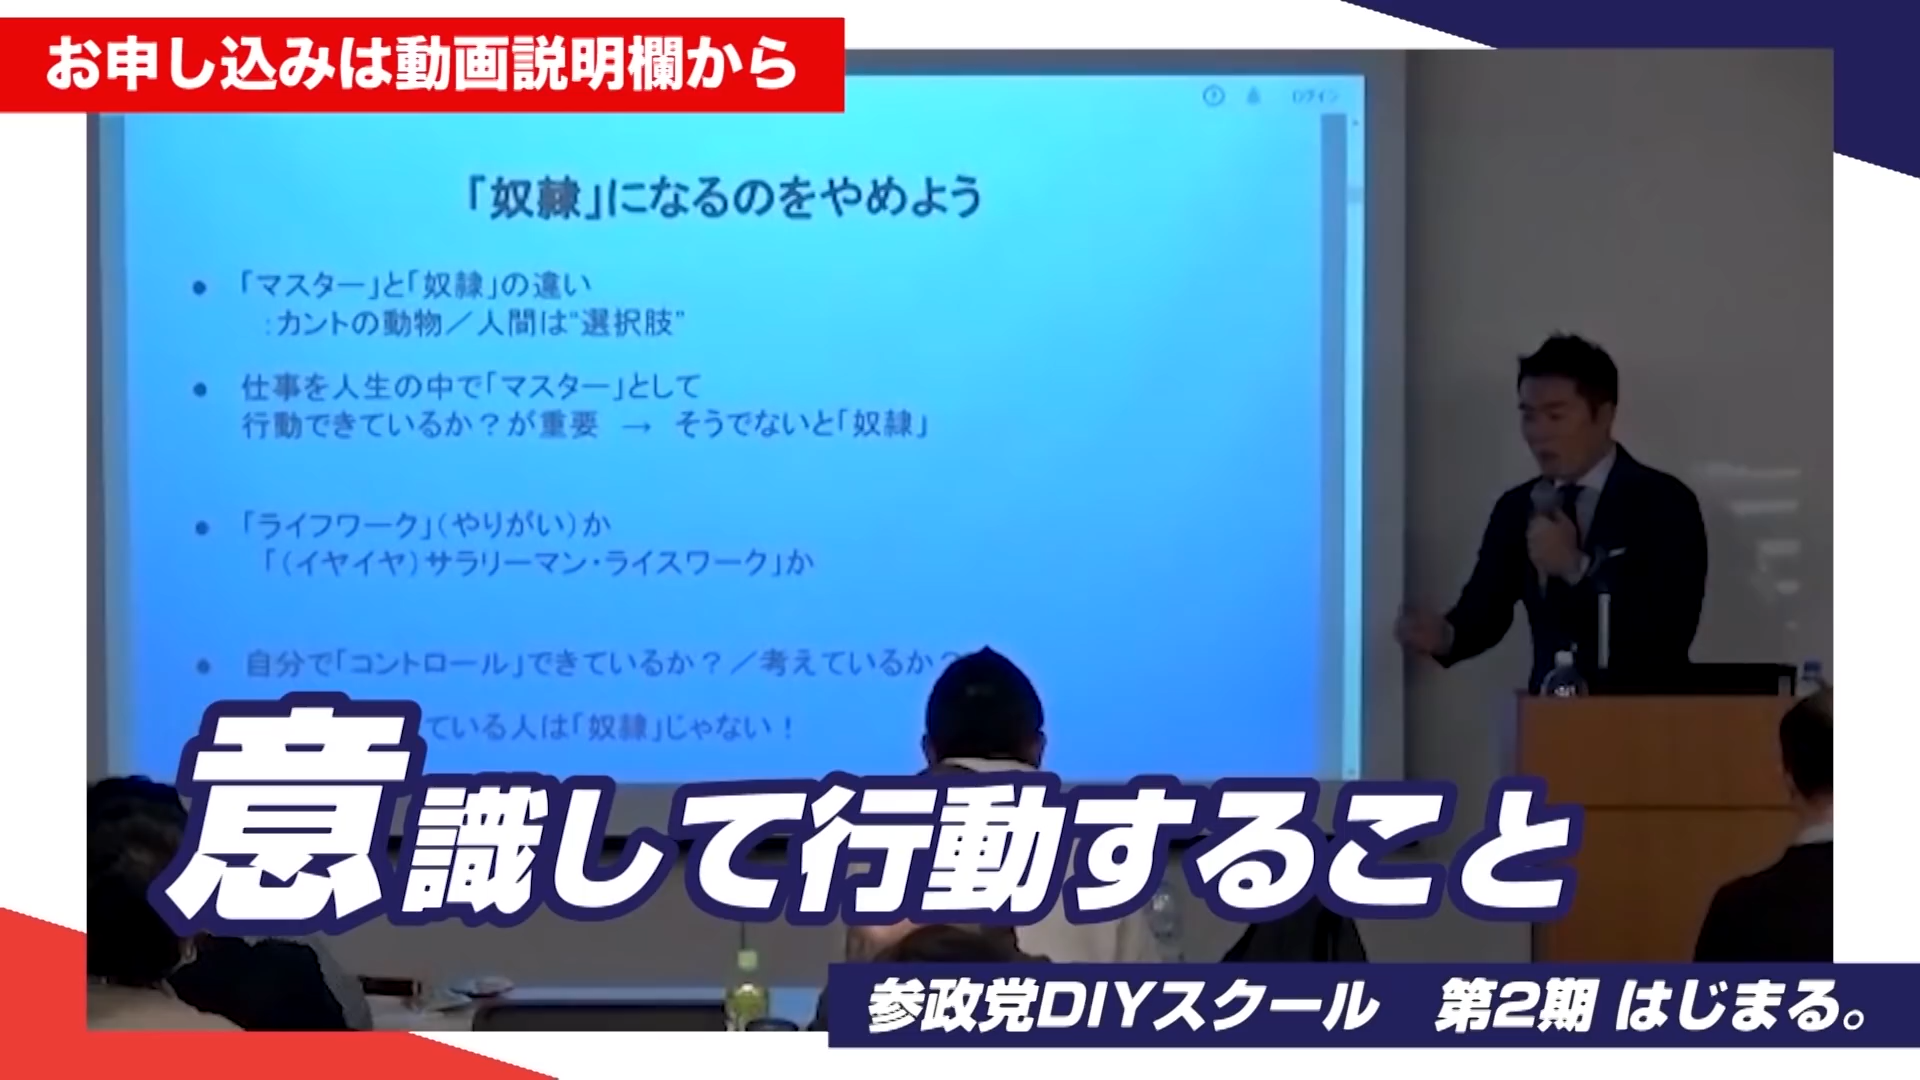 お申し込みは動画説明欄から
ログイン
「奴隷」になるのをやめよう
● 「マスター」と「奴隷」の違い
:カントの動物／人間は“選択肢”
● 仕事を人生の中で「マスター」として
行動できているか？が重要 → そうでないと「奴隷」
● 「ライフワーク」（やりがい）か
「（イヤイヤ）サラリーマン・ライスワーク」か
● 自分で「コントロール」できているか？／考えているか？
ている人は「奴隷」じゃない！
意識して行動すること
参政党DIYスクール 第2期 はじまる。